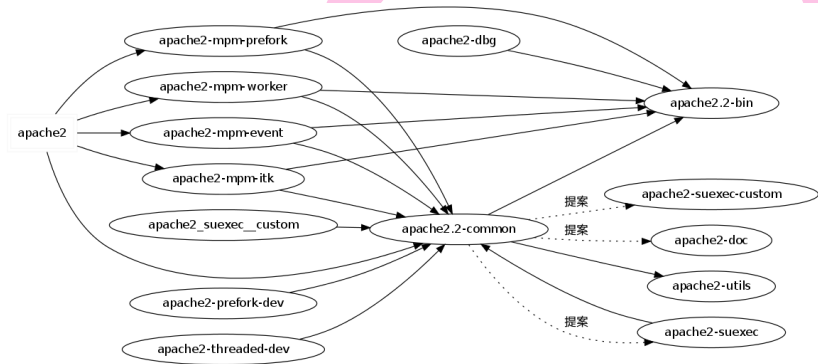 apache2-mpm-prefork
apache2-dbg
apache2-mpm-worker
apache2.2-bin
apache2
apache2-mpm-event
apache2-mpm-itk
提案
apache2-suexec-custom
apache2_suexec__custom
apache2.2-common
提案
apache2-doc
apache2-utils
apache2-prefork-dev
提案
apache2-suexec
apache2-threaded-dev